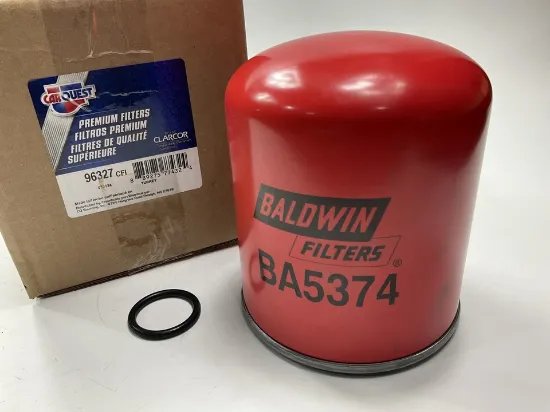 CARQUEST
PREMIUM FILTERS
FILTROS PREMIUM
FILTRES DE QUALITÉ
SUPÉRIEURE
CLARCOR
96327 CFI
BALDWIN
FILTERS
®
BA5374